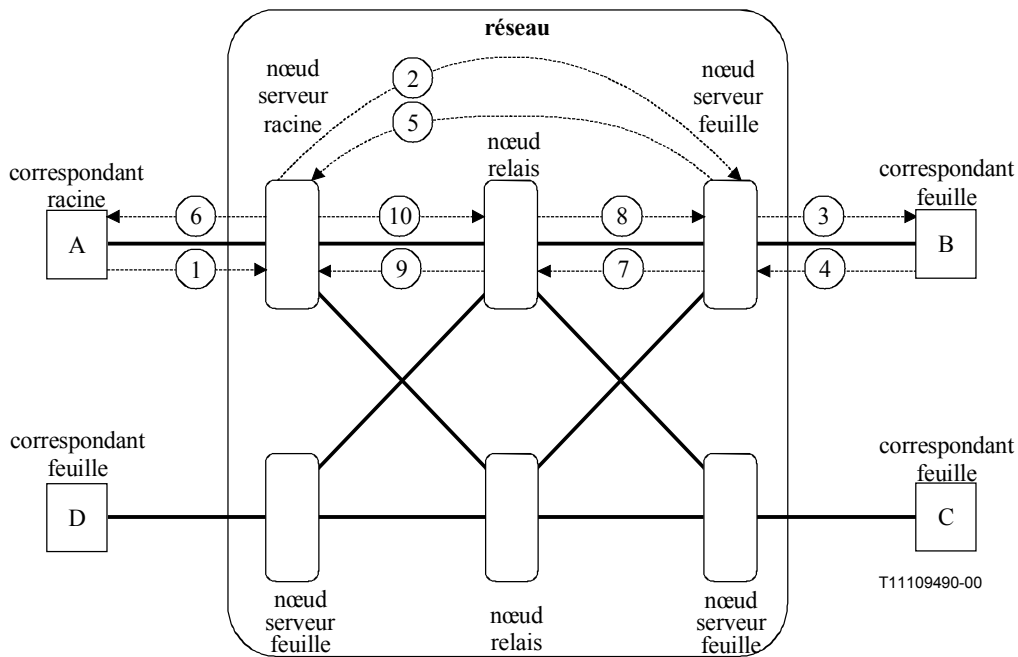 réseau
nœud
serveur
racine
2
nœud
serveur
feuille
5
nœud
relais
correspondant
racine
correspondant
feuille
6
10
8
3
A
B
1
9
7
4
correspondant
feuille
correspondant
feuille
D
C
T11109490-00
nœud
serveur
feuille
nœud
relais
nœud
serveur
feuille